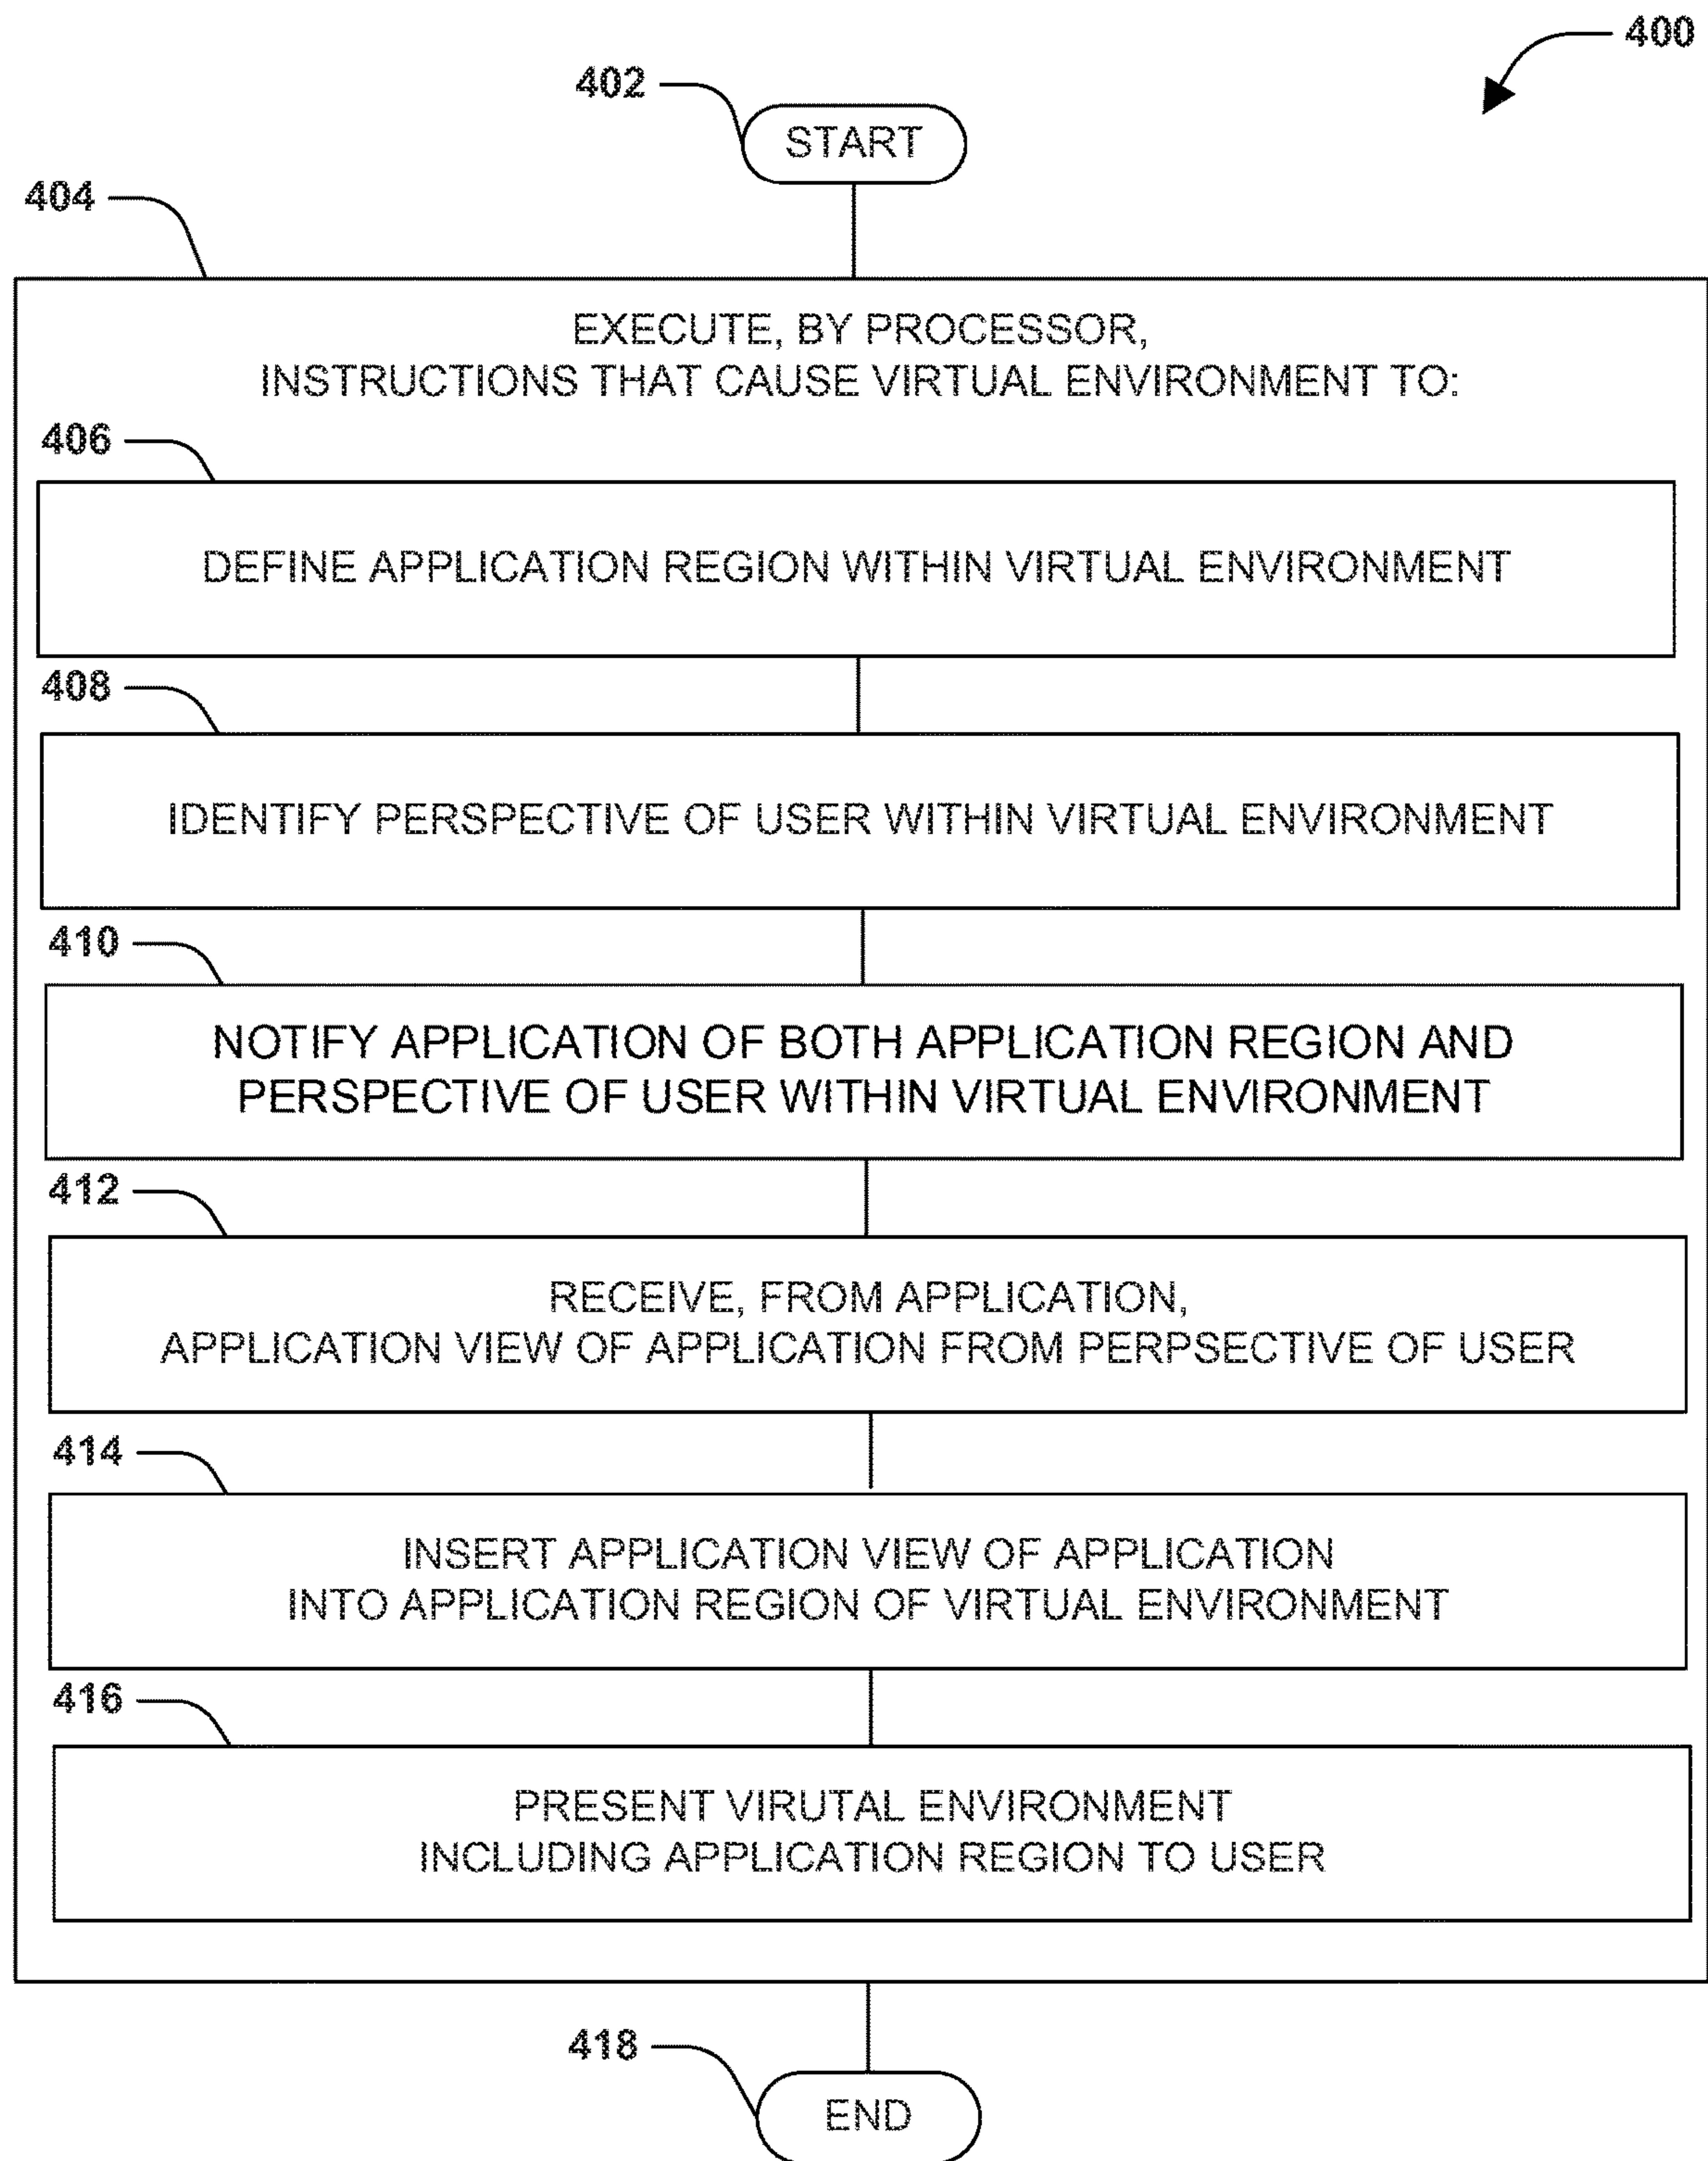 400
402
START
404
EXECUTE, BY PROCESSOR,
INSTRUCTIONS THAT CAUSE VIRTUAL ENVIRONMENT TO:
406
DEFINE APPLICATION REGION WITHIN VIRTUAL ENVIRONMENT
408
IDENTIFY PERSPECTIVE OF USER WITHIN VIRTUAL ENVIRONMENT
410
NOTIFY APPLICATION OF BOTH APPLICATION REGION AND
PERSPECTIVE OF USER WITHIN VIRTUAL ENVIRONMENT
412
RECEIVE, FROM APPLICATION,
APPLICATION VIEW OF APPLICATION FROM PERPSECTIVE OF USER
414
INSERT APPLICATION VIEW OF APPLICATION
INTO APPLICATION REGION OF VIRTUAL ENVIRONMENT
416
PRESENT VIRUTAL ENVIRONMENT
INCLUDING APPLICATION REGION TO USER
418
END